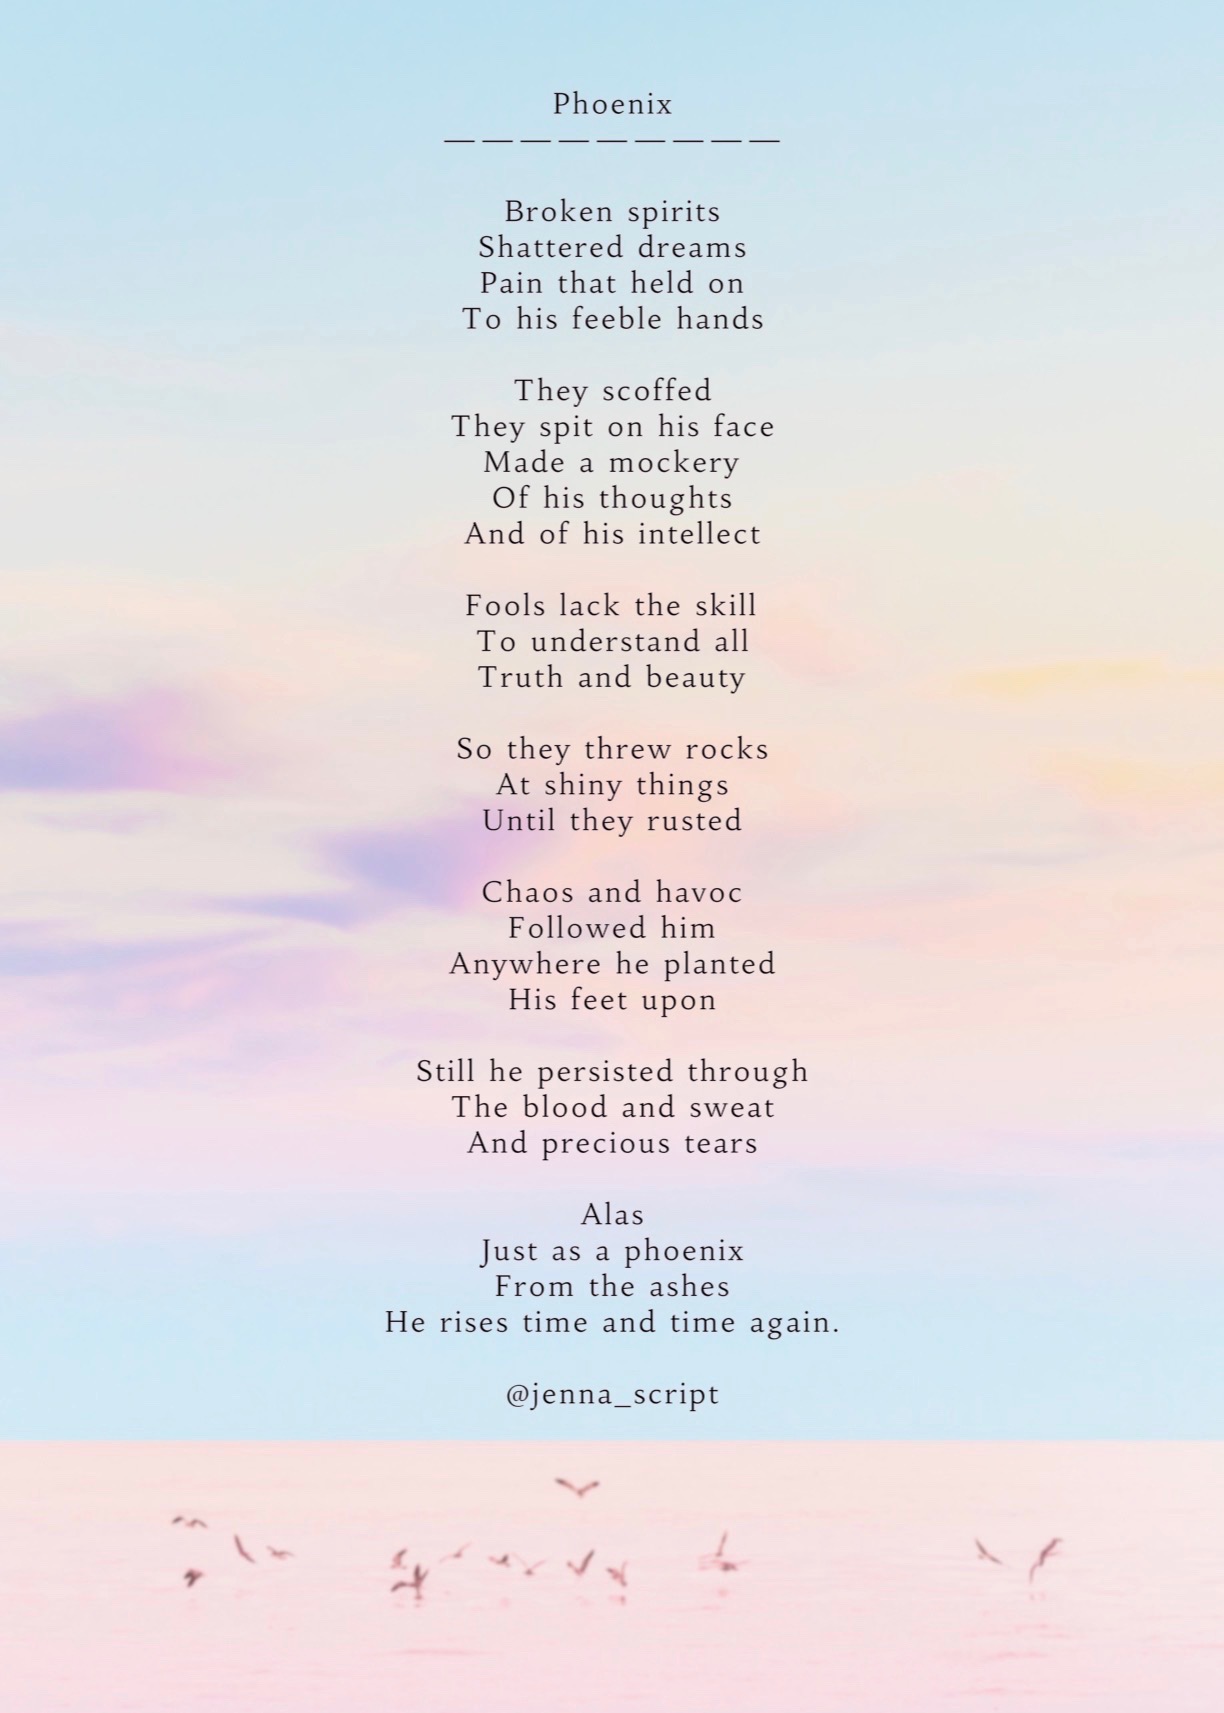 Phoenix
— — — — — — — — —
Broken spirits
Shattered dreams
Pain that held on
To his feeble hands
They scoffed
They spit on his face
Made a mockery
Of his thoughts
And of his intellect
Fools lack the skill
To understand all
Truth and beauty
So they threw rocks
At shiny things
Until they rusted
Chaos and havoc
Followed him
Anywhere he planted
His feet upon
Still he persisted through
The blood and sweat
And precious tears
Alas
Just as a phoenix
From the ashes
He rises time and time again.
@jenna_script